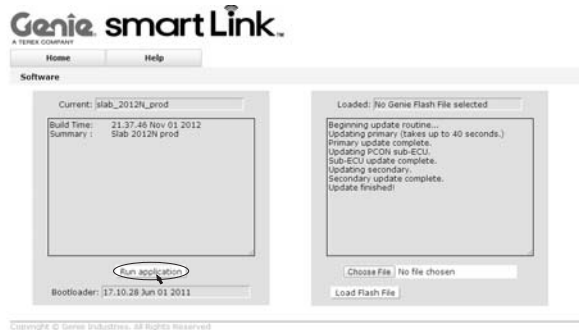 Genie smart Link™
A TEREX COMPANY
Home Help
Software
Current: slab_2012N_prod
Build Time: 21.37.46 Nov 01 2012
Summary : Slab 2012N prod
Run application
Bootloader: 17.10.28 Jun 01 2011
Loaded: No Genie Flash File selected
Beginning update routine...
Updating primary (takes up to 40 seconds.)
Primary update complete.
Updating PCON sub-ECU.
Sub-ECU update complete.
Updating secondary.
Secondary update complete.
Update finished!
Choose File No file chosen
Load Flash File
Copyright © Genie Industries. All Rights Reserved